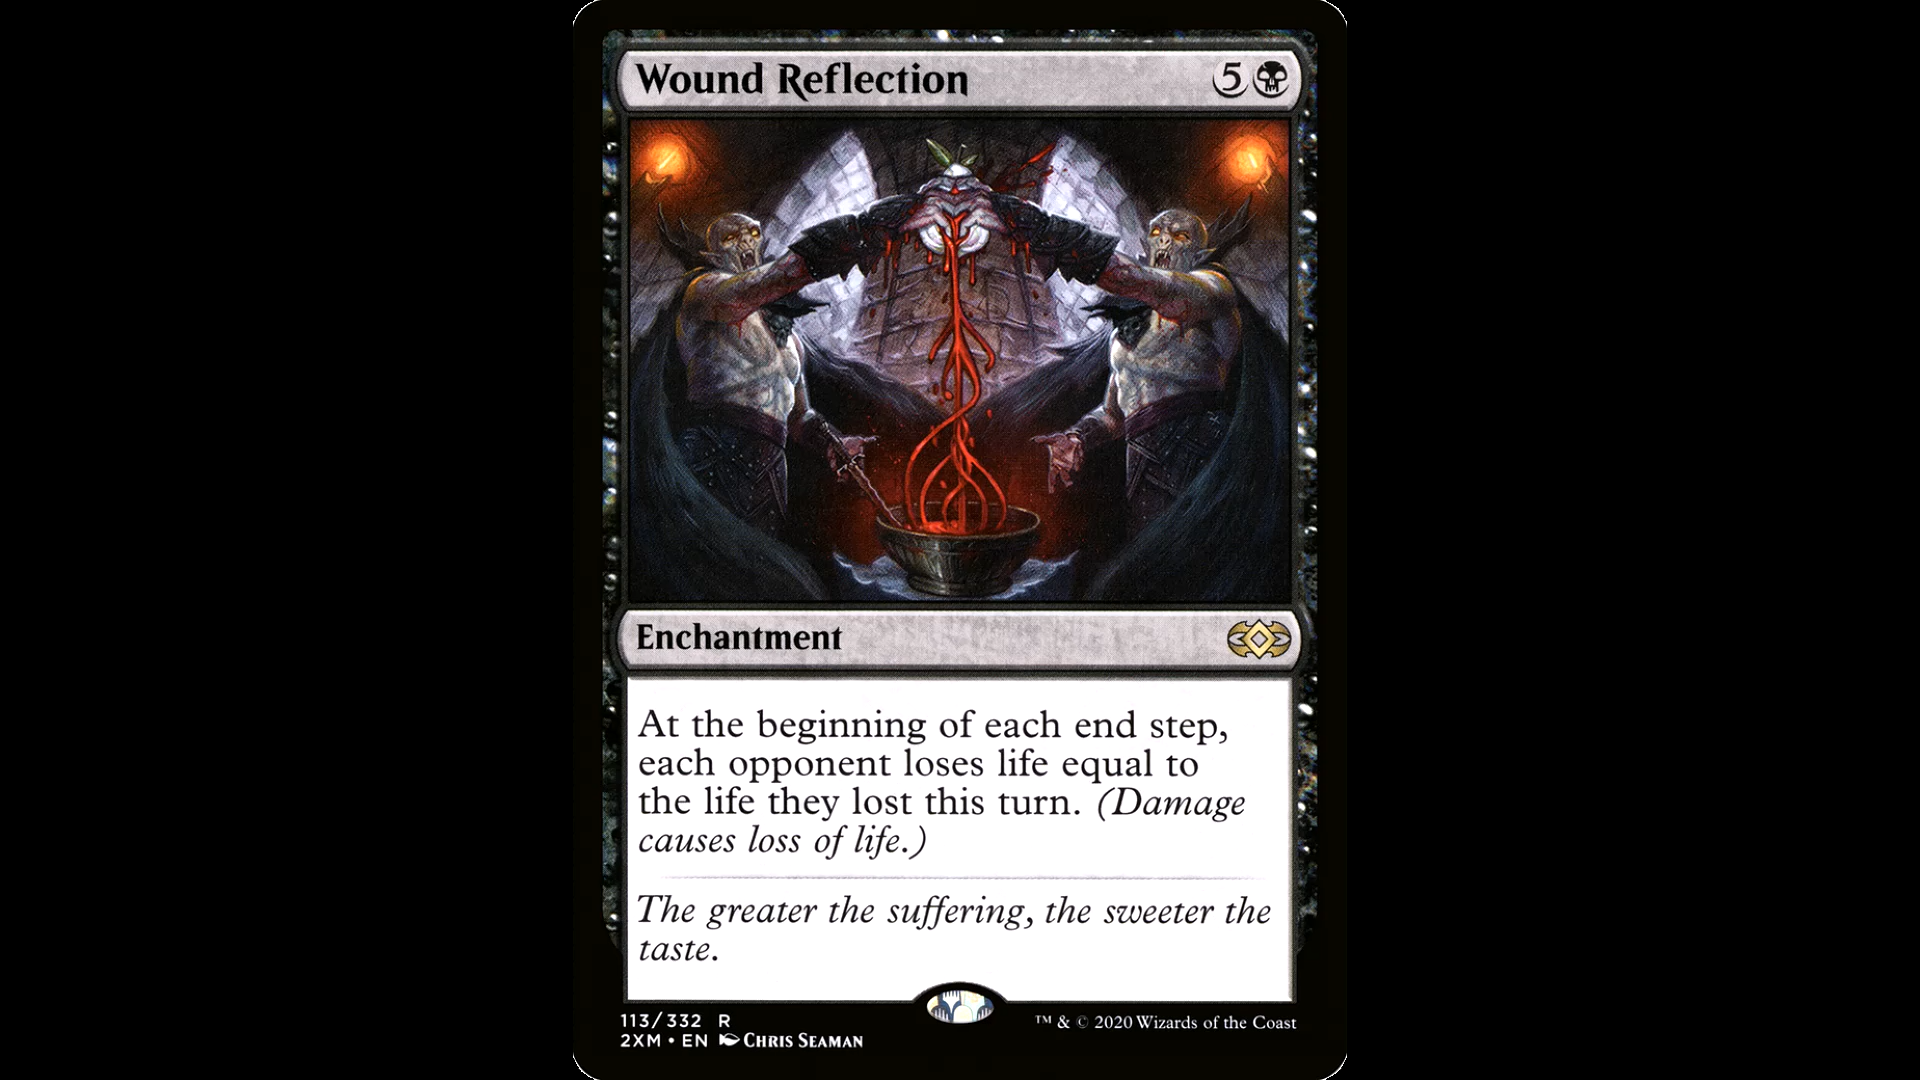 Wound Reflection 5
Enchantment
At the beginning of each end step,
each opponent loses life equal to
the life they lost this turn. (Damage
causes loss of life.)
The greater the suffering, the sweeter the
taste.
113/332 R
2XM • EN Chris Seaman
™ & © 2020 Wizards of the Coast